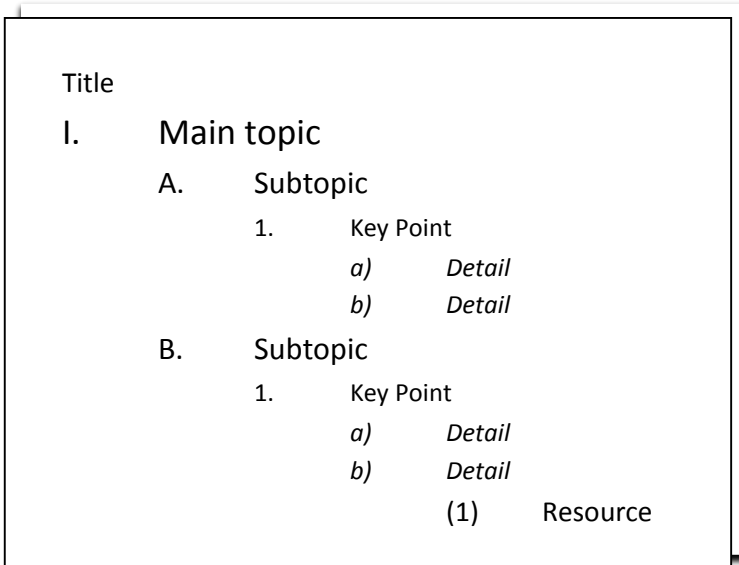 Title
I. Main topic
A. Subtopic
1. Key Point
a) Detail
b) Detail
B. Subtopic
1. Key Point
a) Detail
b) Detail
(1) Resource